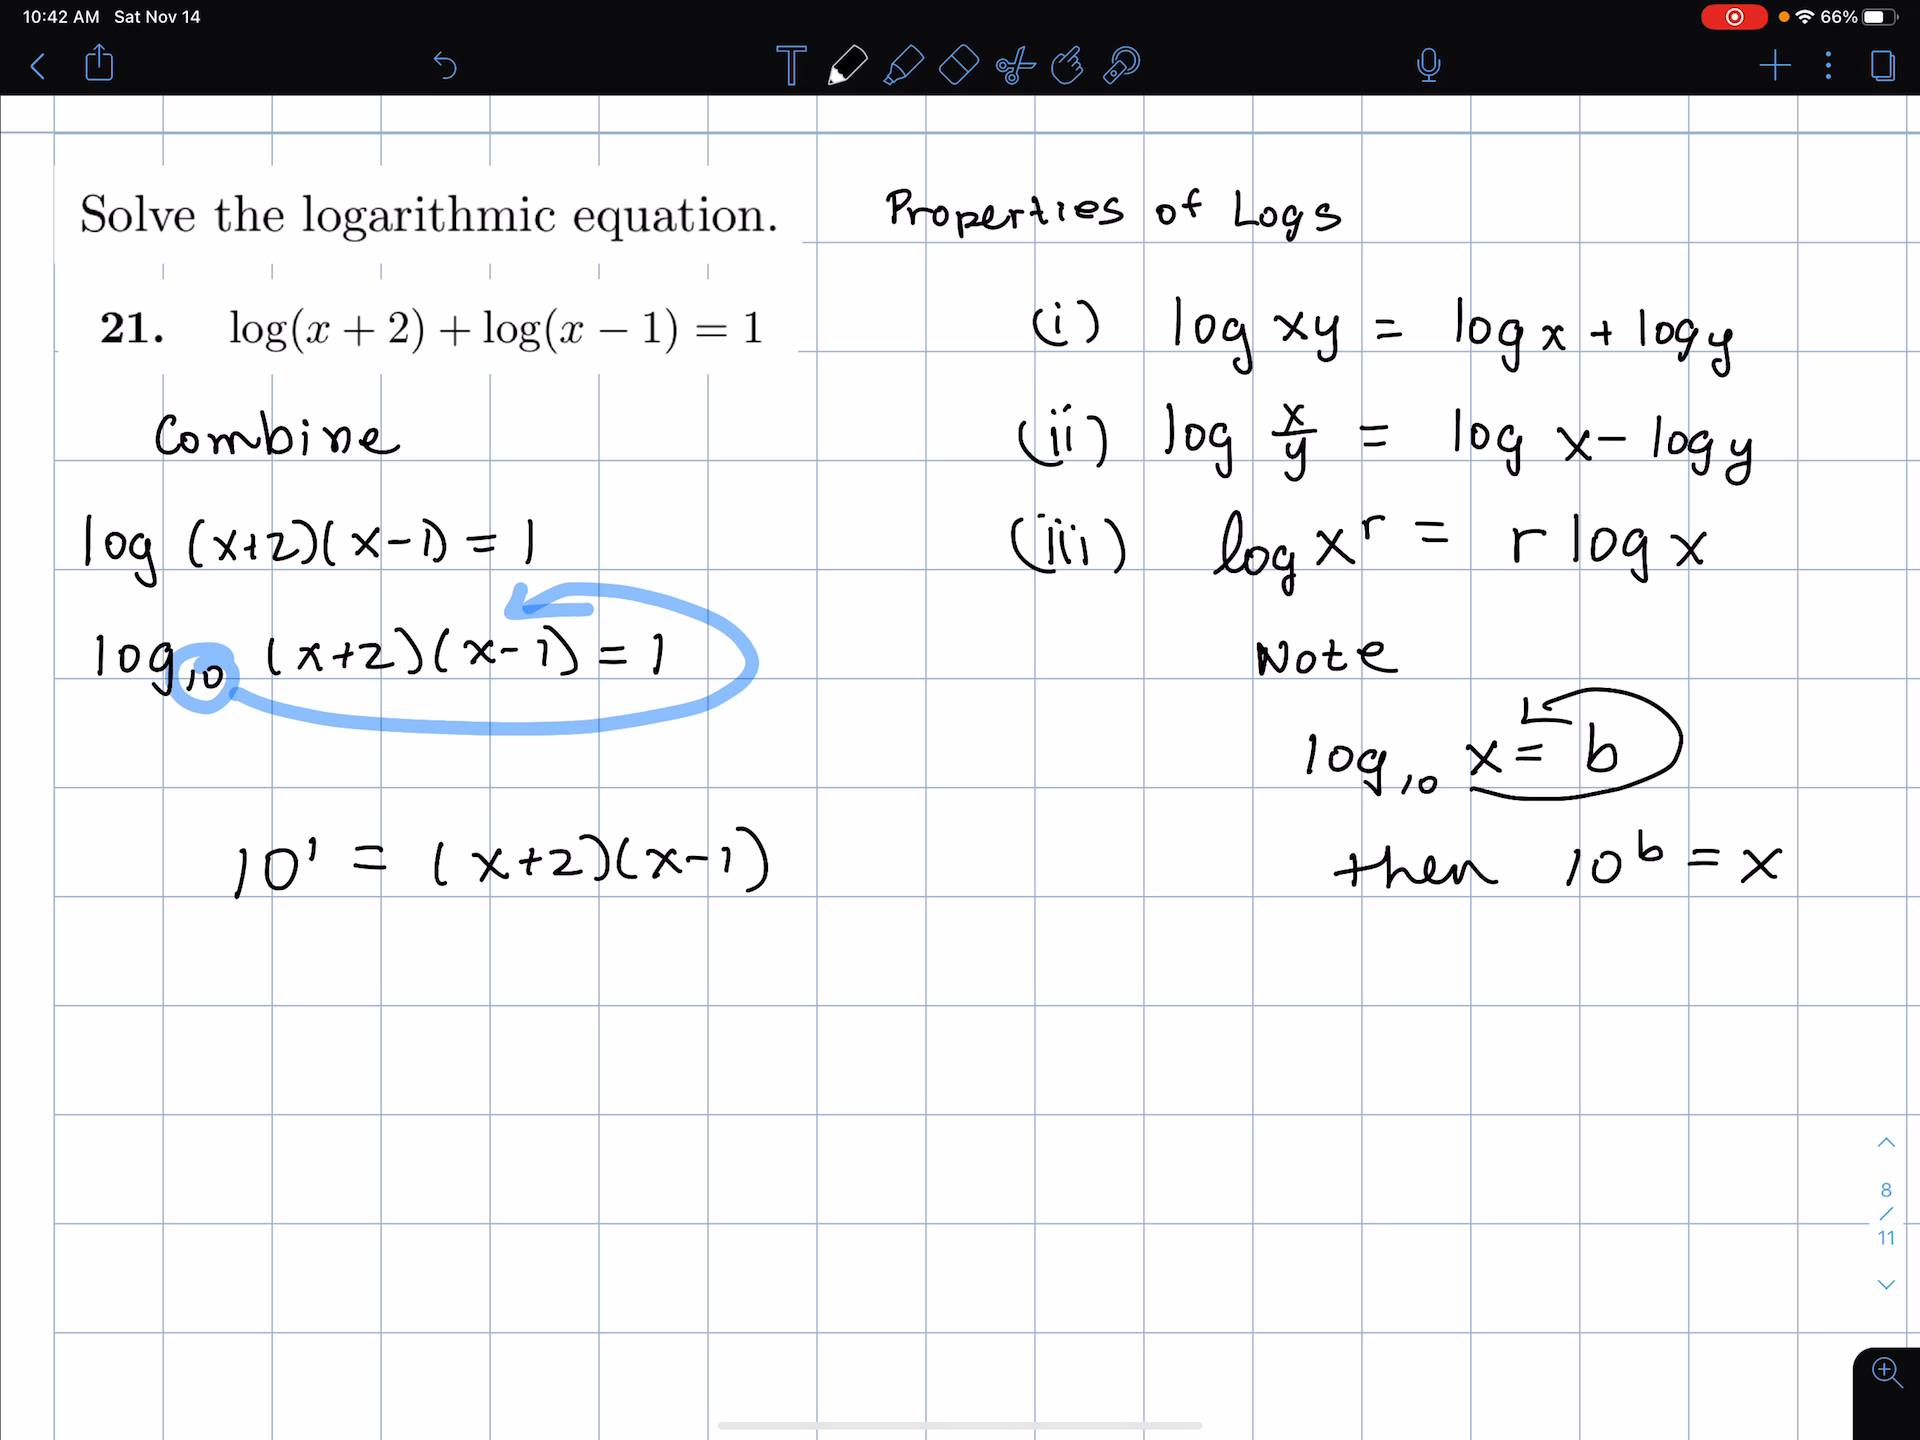 10:42 AM Sat Nov 14
66%
Solve the logarithmic equation.
21. log(x + 2) + log(x − 1) = 1
Combine
log (x+2)(x-1) = 1
log₁₀ (x+2)(x-1) = 1
10¹ = (x+2)(x-1)
Properties of Logs
(i) log xy = log x + log y
(ii) log x/y = log x - log y
(iii) log xʳ = r log x
Note
log₁₀ x = b
then 10ᵇ = x
8
/
11